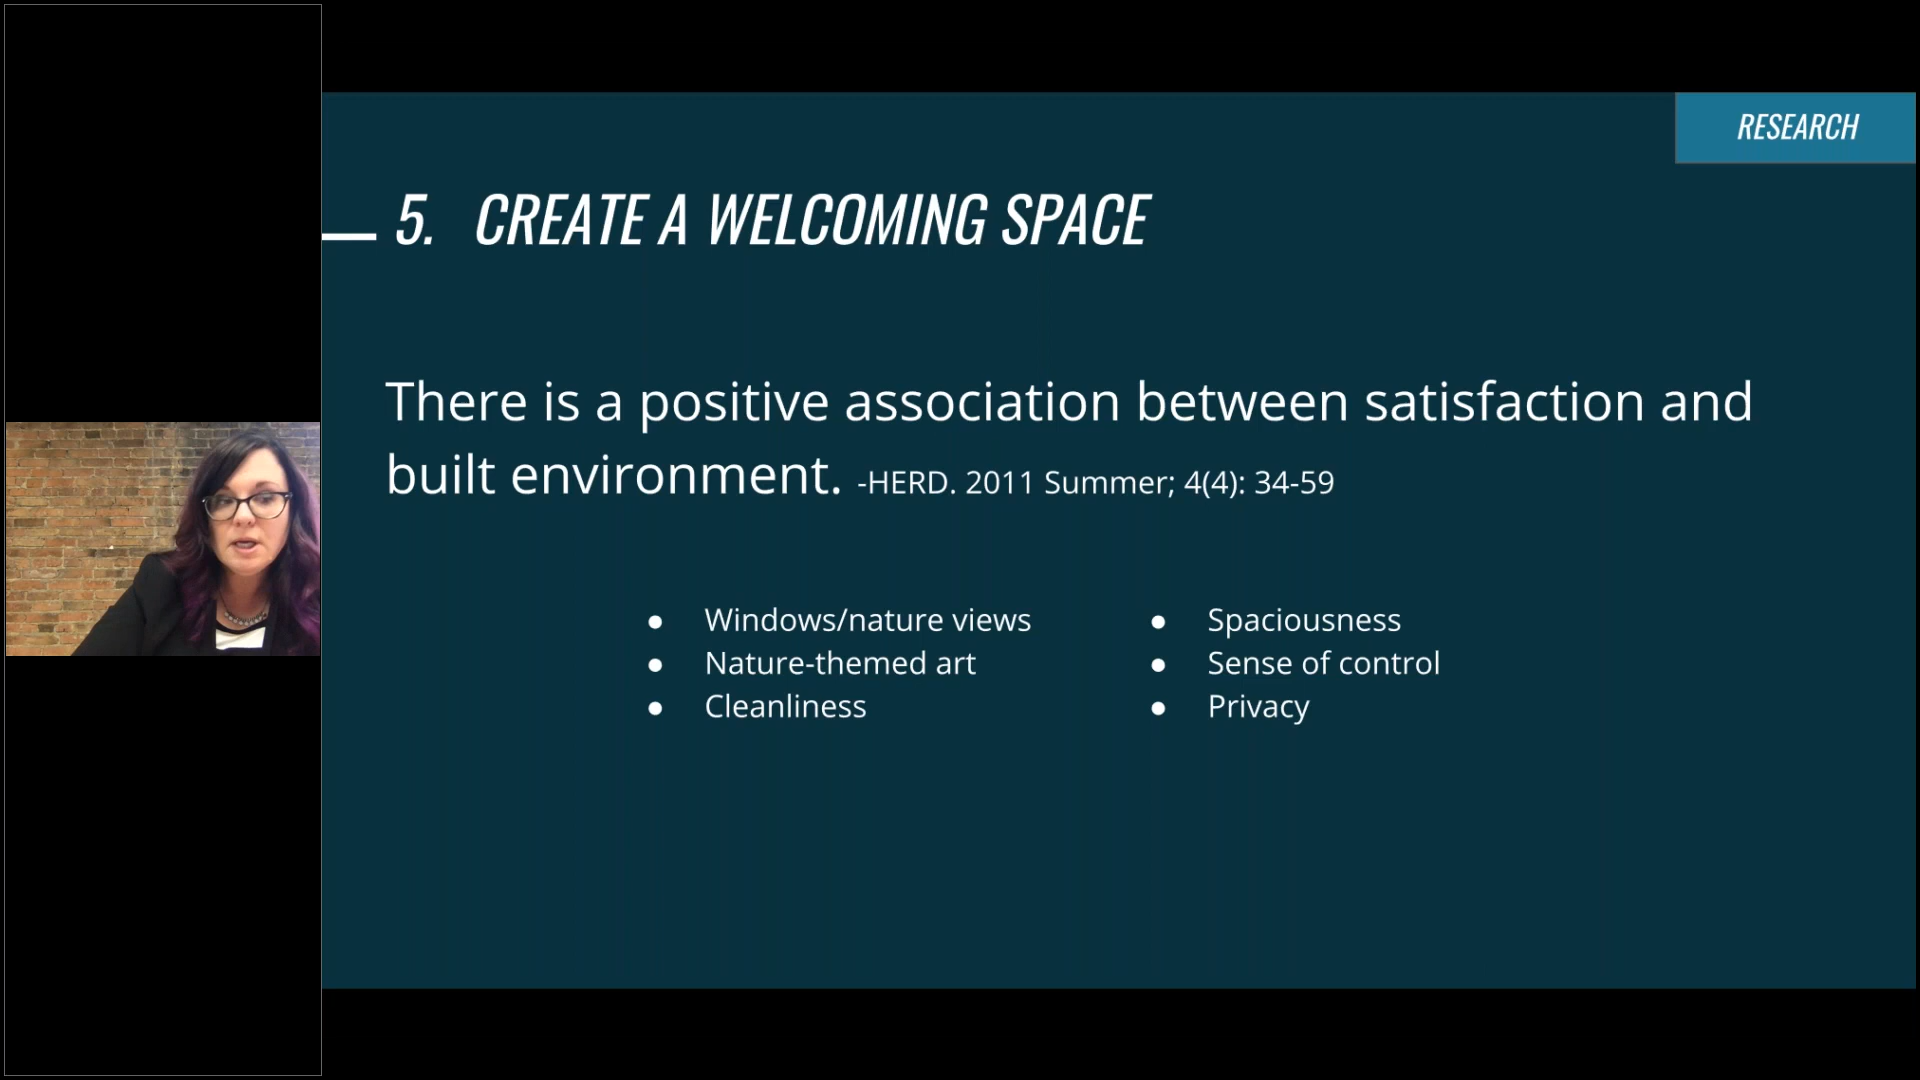 RESEARCH
5. CREATE A WELCOMING SPACE
There is a positive association between satisfaction and
built environment. -HERD. 2011 Summer; 4(4): 34-59
● Windows/nature views
● Nature-themed art
● Cleanliness
● Spaciousness
● Sense of control
● Privacy